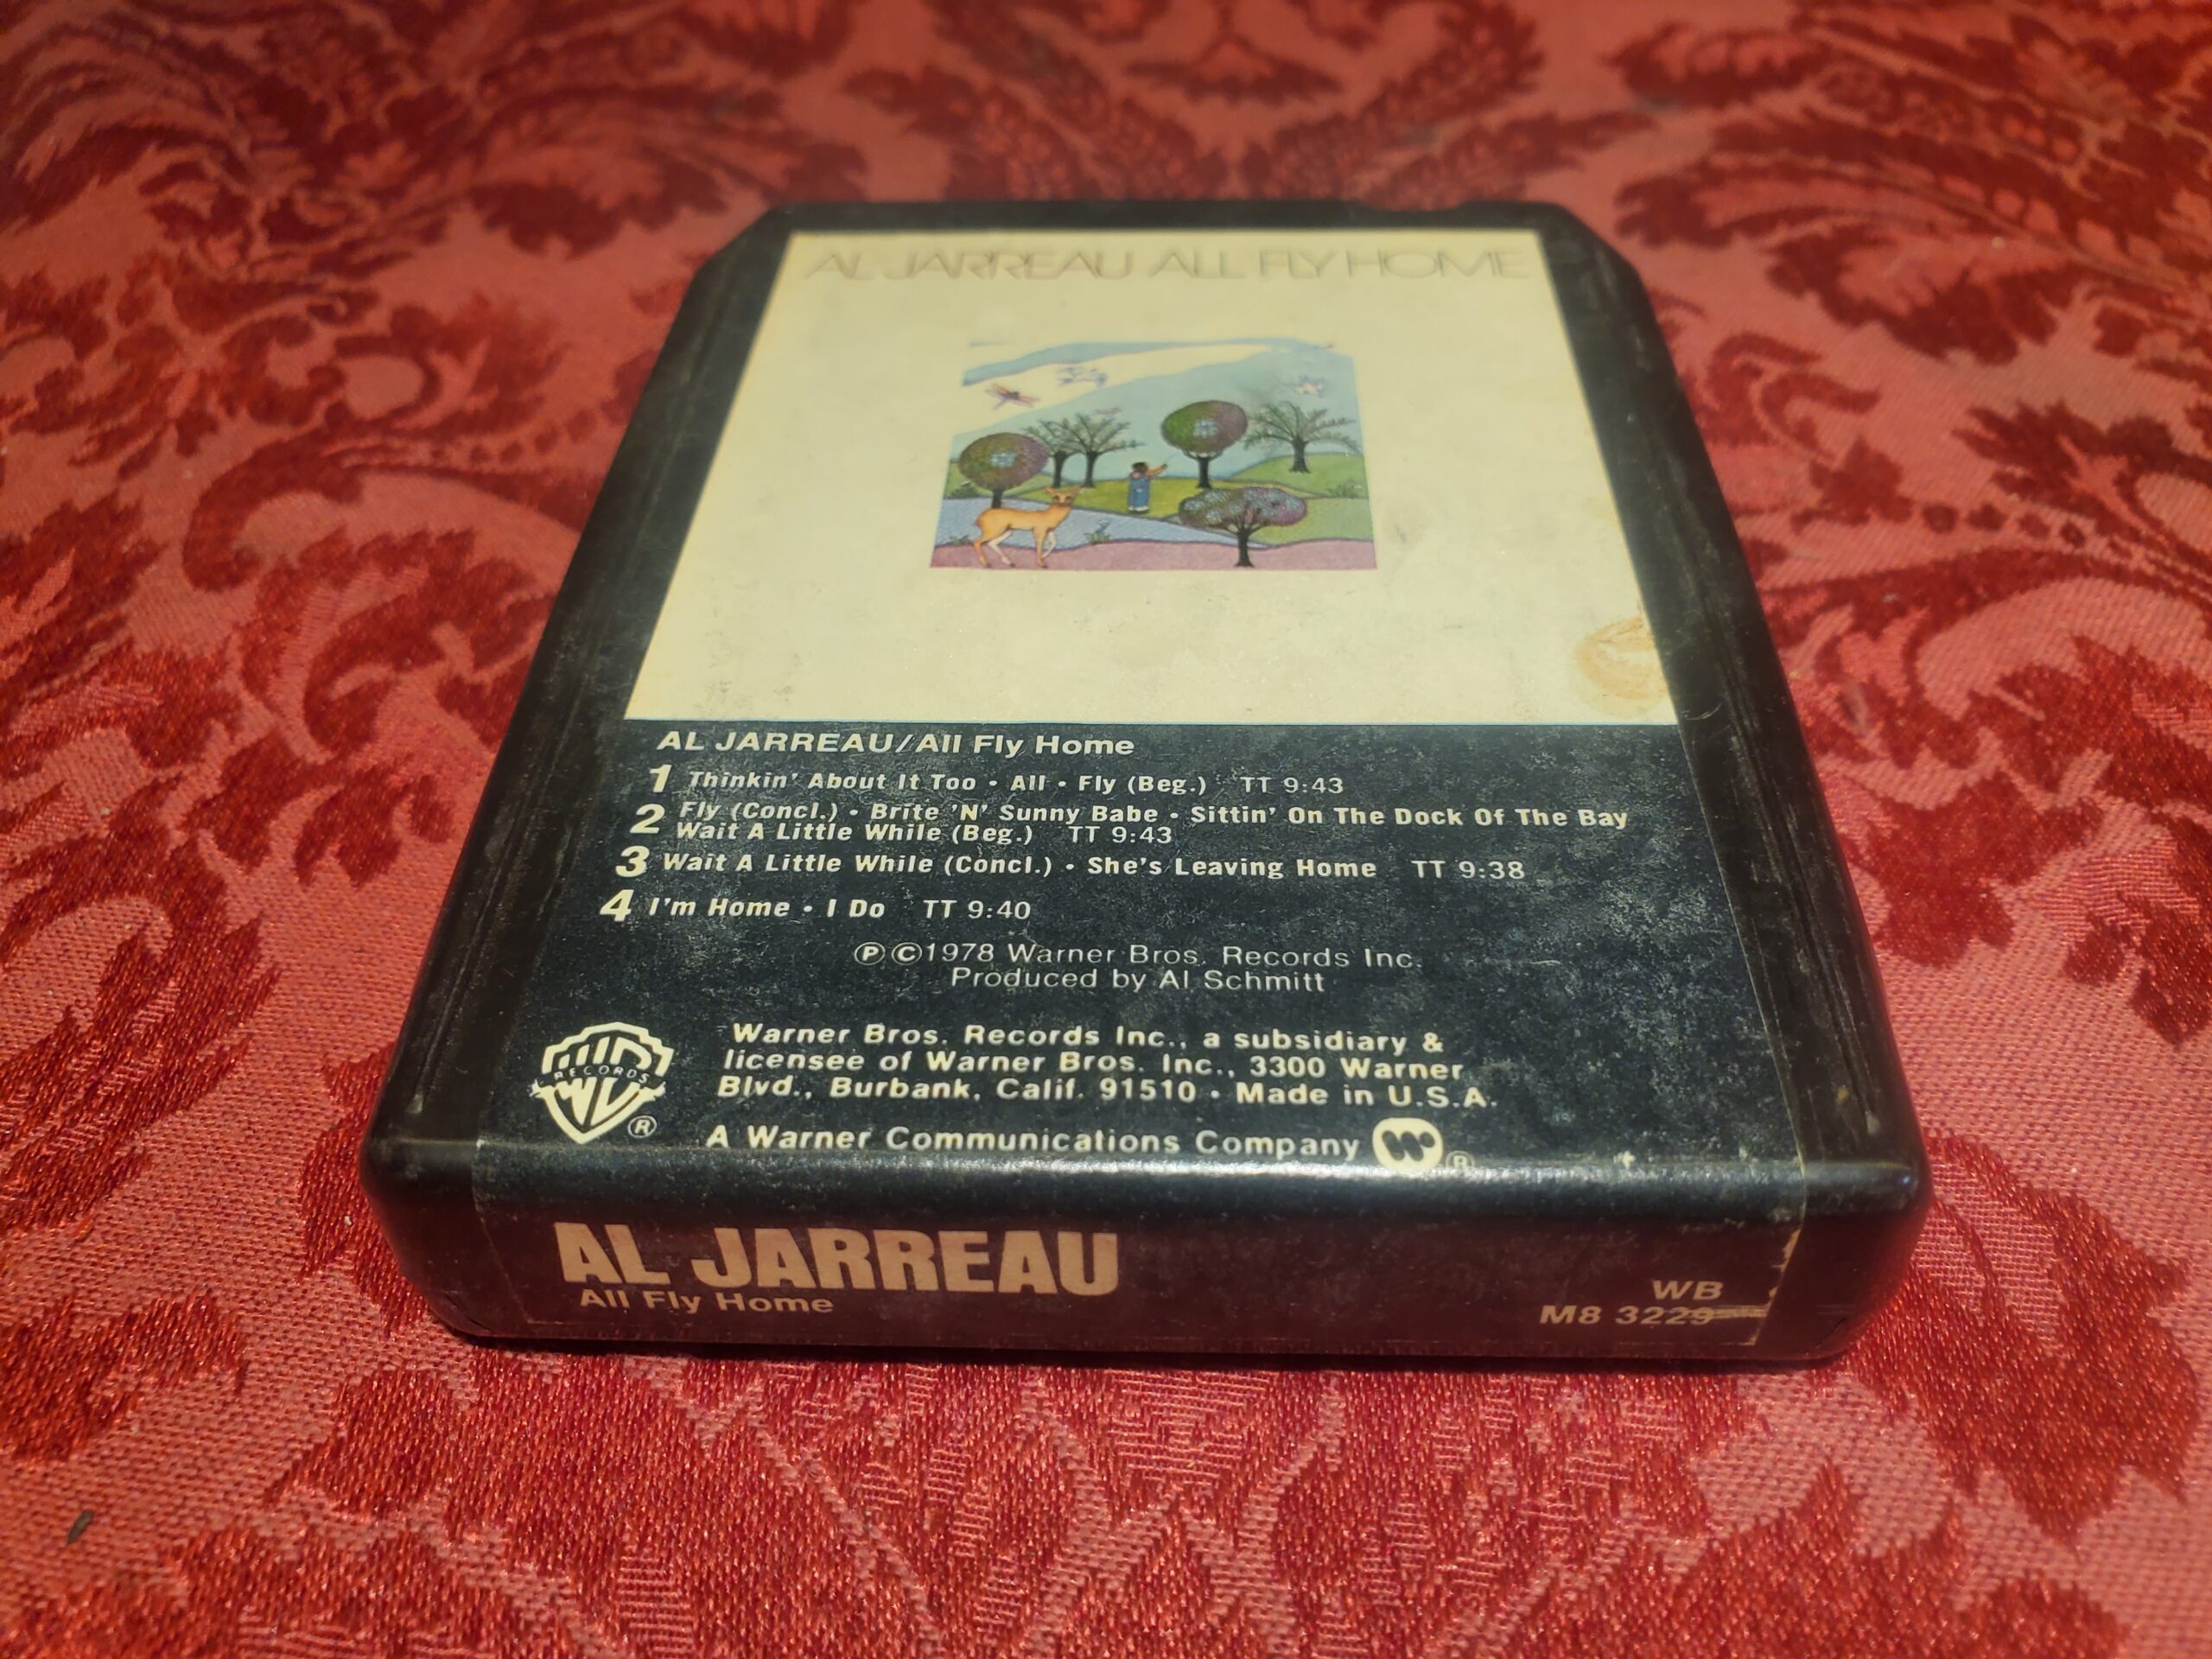 AL JARREAU ALL FLY HOME
AL JARREAU/All Fly Home
1 Thinkin' About It Too • All • Fly (Beg.) TT 9:43
2 Fly (Concl.) • Brite 'N' Sunny Babe • Sittin' On The Dock Of The Bay
Wait A Little While (Beg.) TT 9:43
3 Wait A Little While (Concl.) • She's Leaving Home TT 9:38
4 I'm Home • I Do TT 9:40
℗ © 1978 Warner Bros. Records Inc.
Produced by Al Schmitt
WB RECORDS ®
Warner Bros. Records Inc., a subsidiary &
licensee of Warner Bros. Inc., 3300 Warner
Blvd., Burbank, Calif. 91510 • Made in U.S.A.
A Warner Communications Company W ®
AL JARREAU
All Fly Home
WB
M8 3229